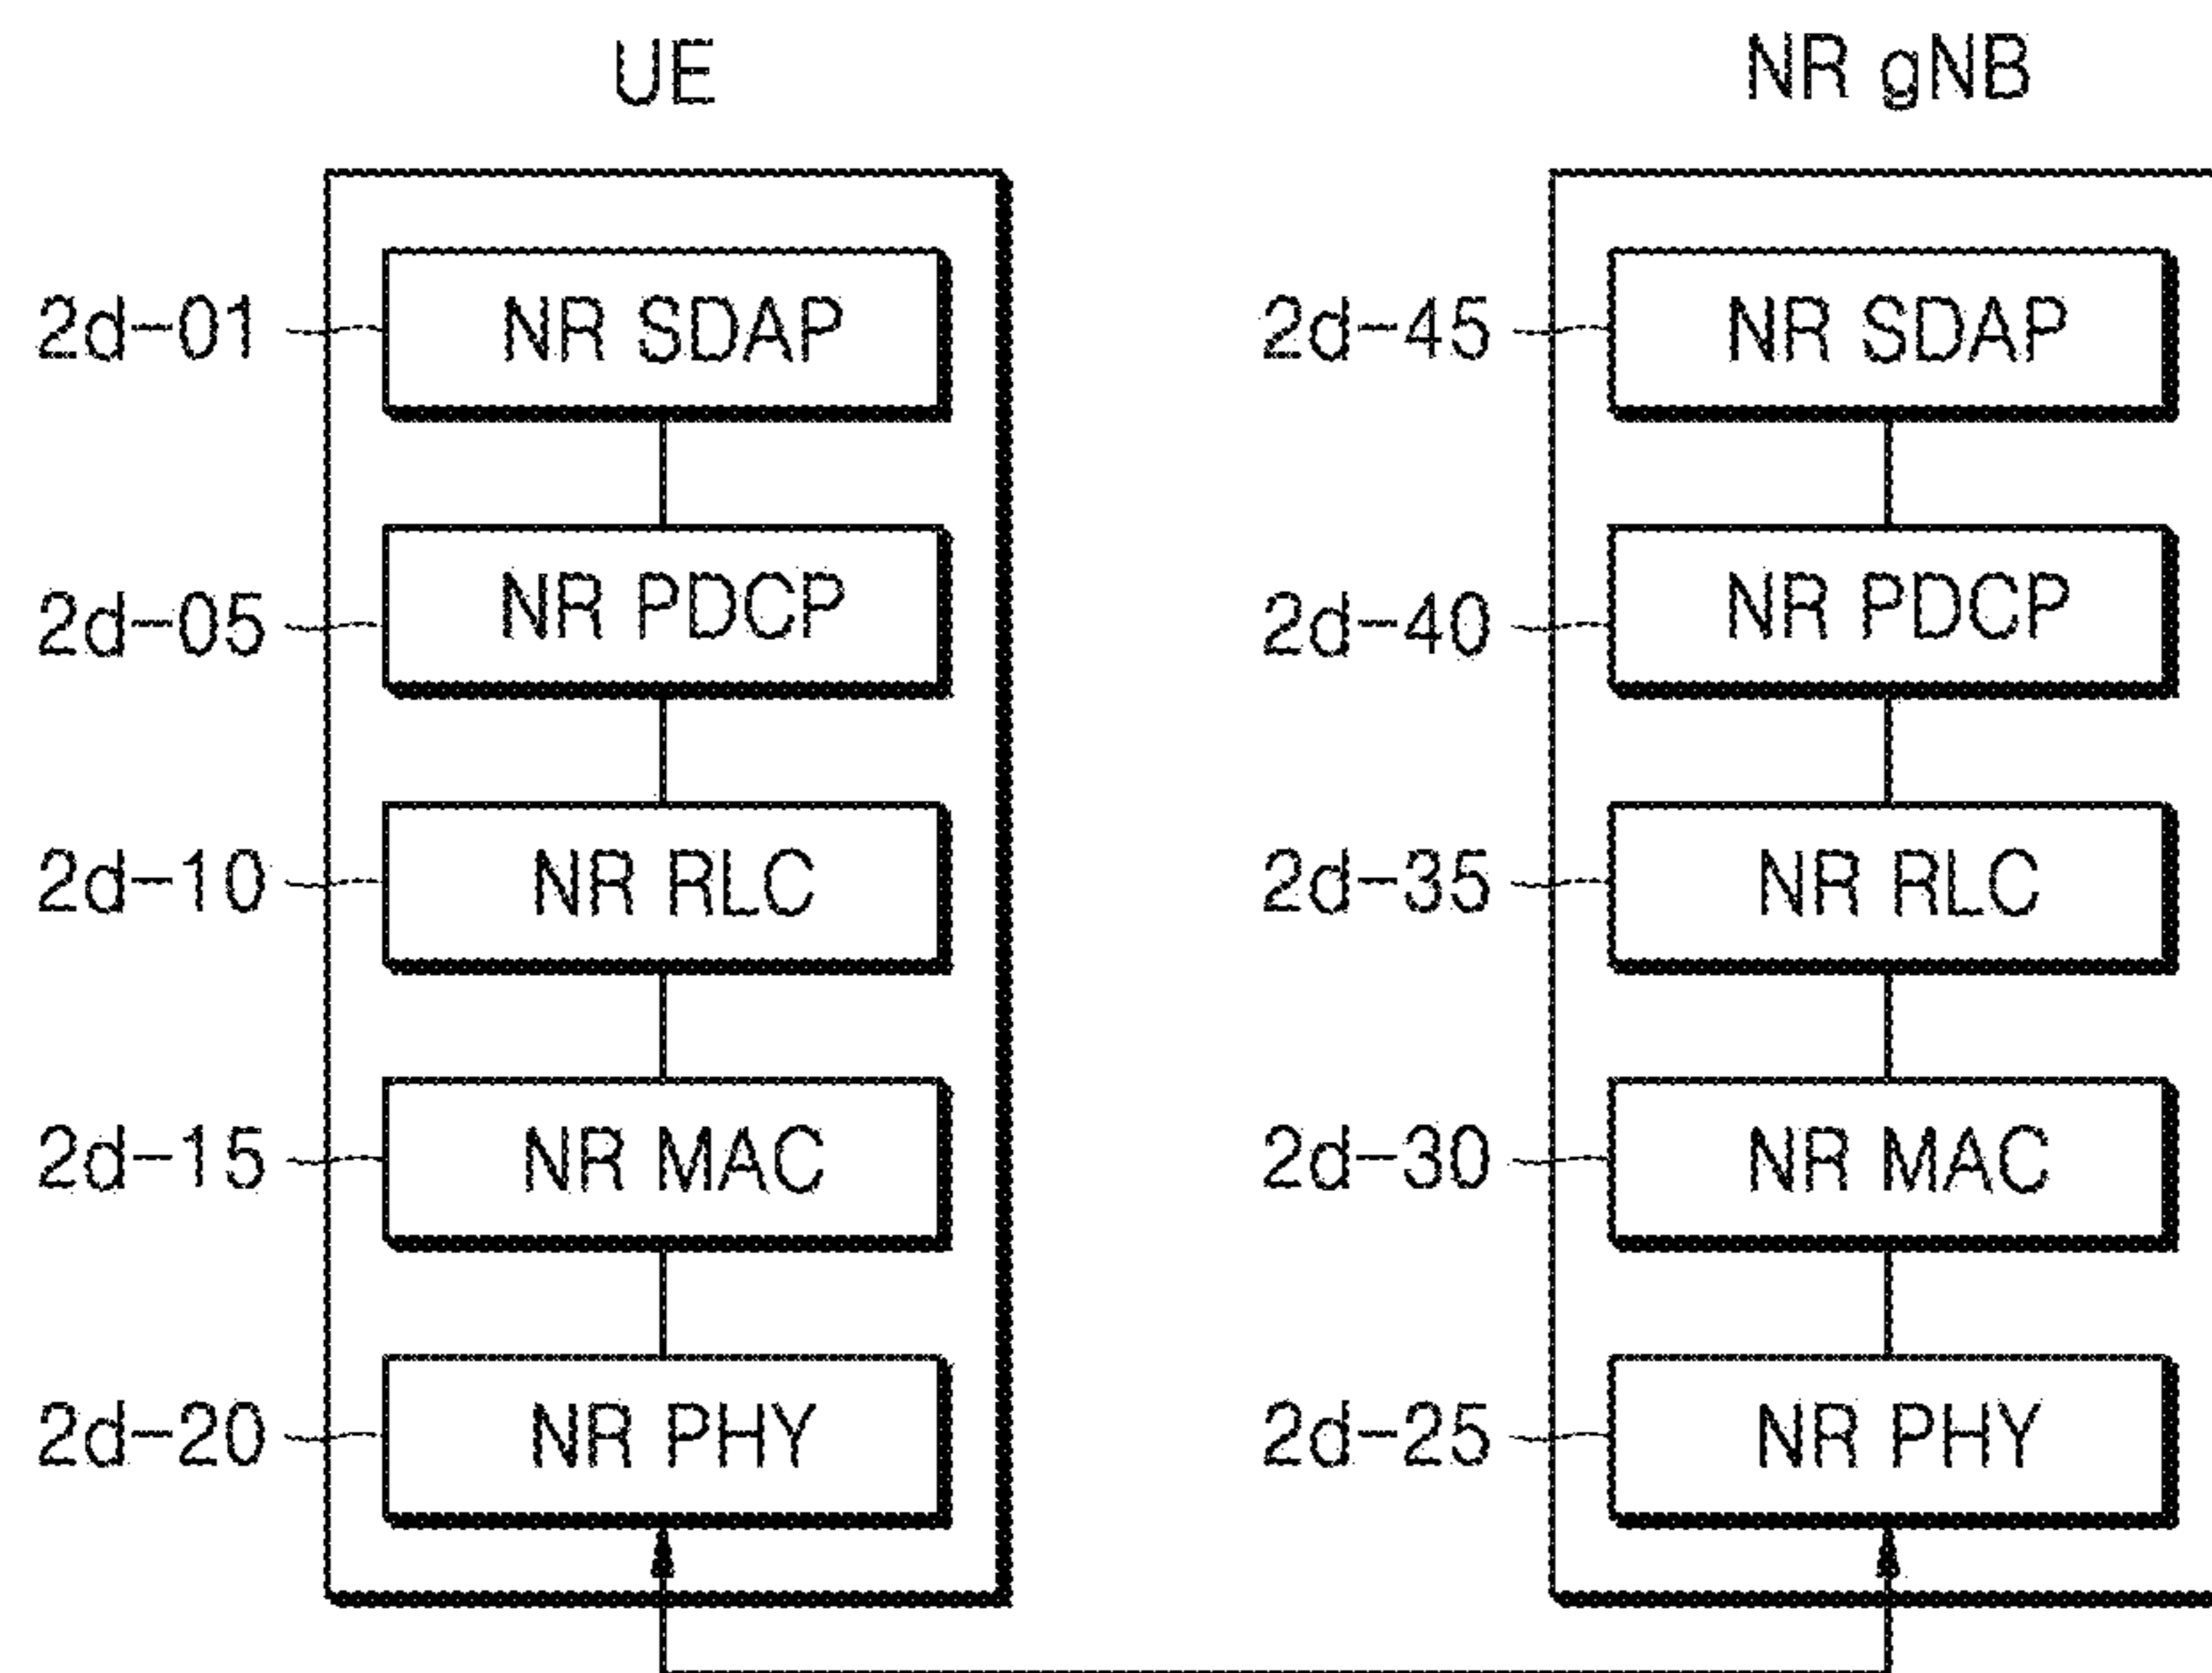 UE NR gNB
2d-01 NR SDAP 2d-45 NR SDAP
2d-05 NR PDCP 2d-40 NR PDCP
2d-10 NR RLC 2d-35 NR RLC
2d-15 NR MAC 2d-30 NR MAC
2d-20 NR PHY 2d-25 NR PHY